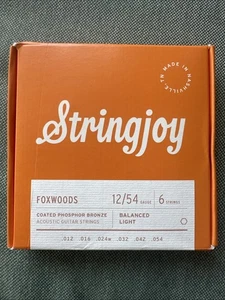 MADE IN NASHVILLE, TN
Stringjoy
FOXWOODS
12/54 GAUGE
6 STRINGS
COATED PHOSPHOR BRONZE
ACOUSTIC GUITAR STRINGS
BALANCED
LIGHT
.012 .016 .024w .032 .042 .054